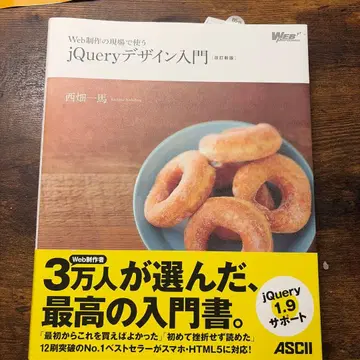 Web制作の現場で使う
jQueryデザイン入門［改訂新版］
西畑一馬
WEB
Web制作者
3万人が選んだ、
最高の入門書。
「最初からこれを買えばよかった」「初めて挫折せず読めた」
12刷突破のNo.1ベストセラーがスマホ・HTML5に対応!
jQuery
1.9
サポート
ASCII